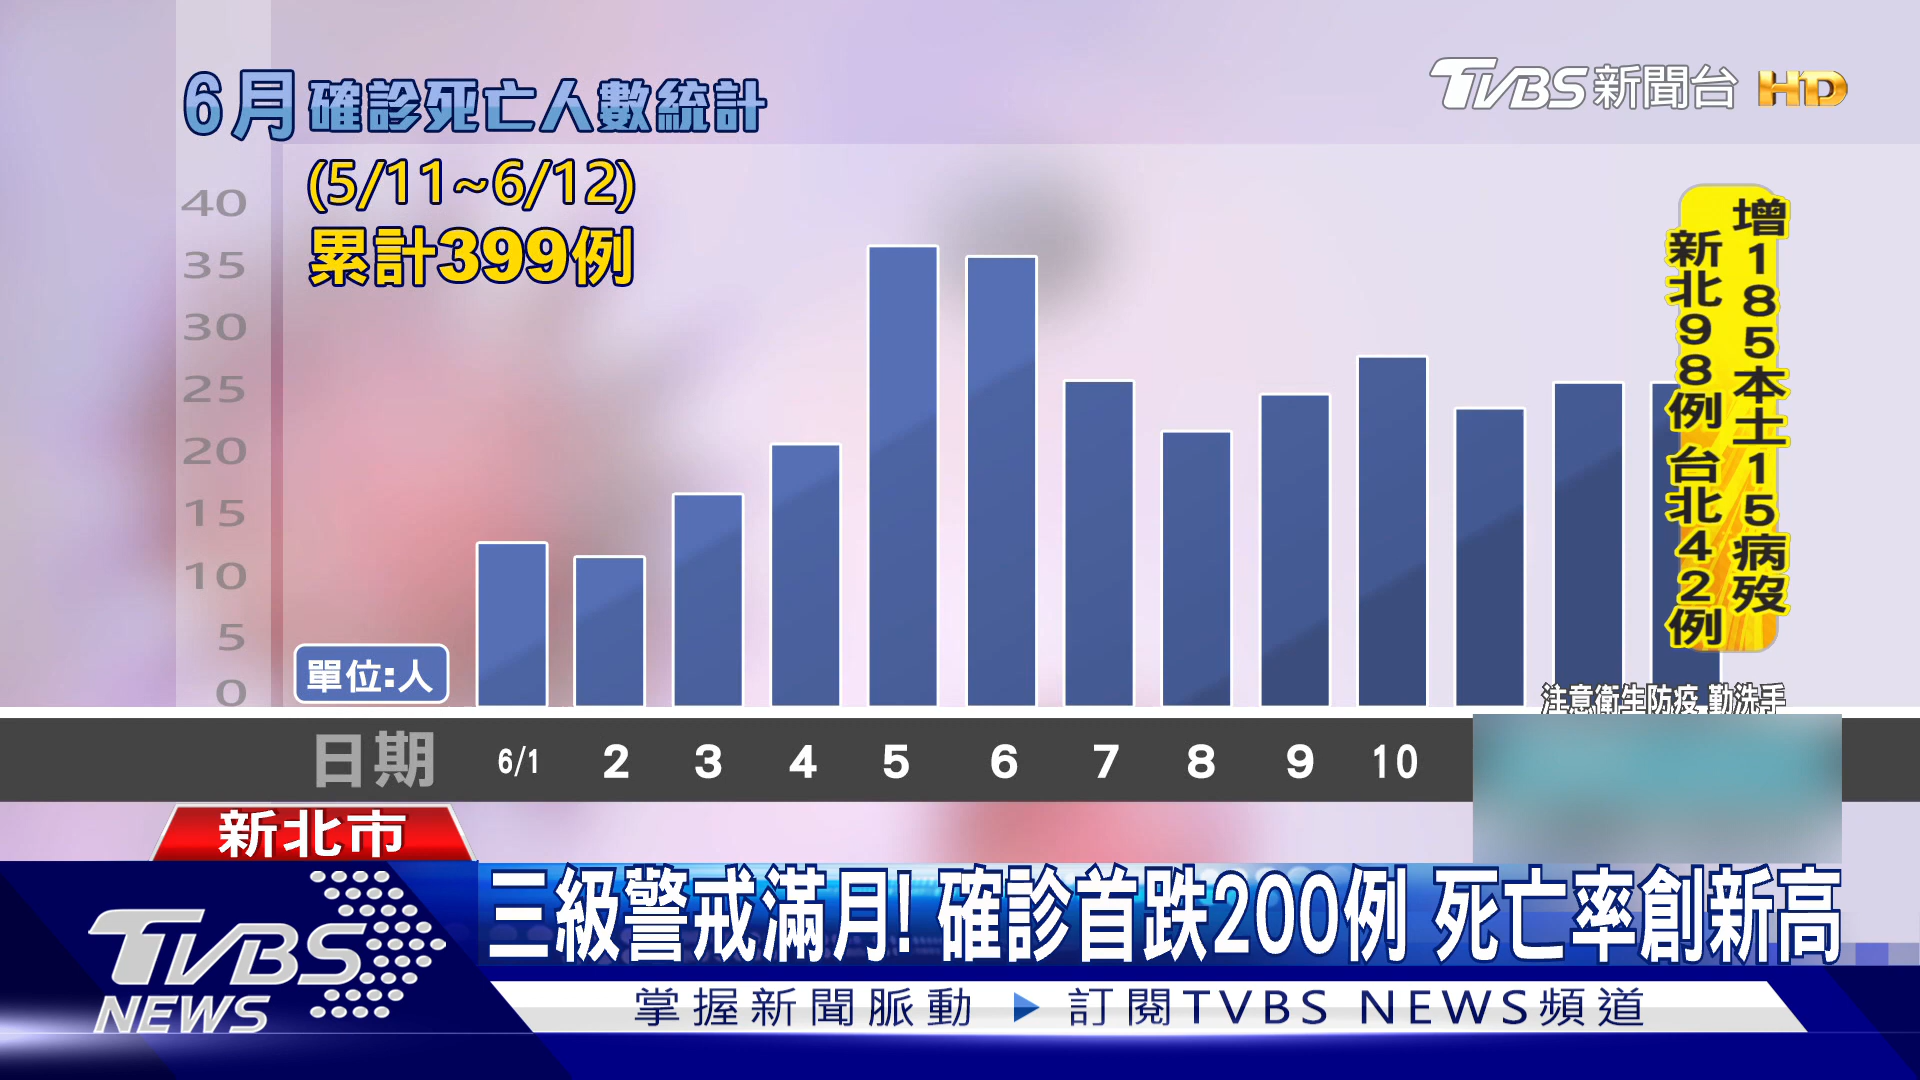 6月確診死亡人數統計
(5/11~6/12)
累計399例
TVBS新聞台 HD
40
35
30
25
20
15
10
5
0
增185本土15病歿
新北98例 台北42例
單位:人
注意衛生防疫 勤洗手
日期 6/1 2 3 4 5 6 7 8 9 10
新北市
三級警戒滿月! 確診首跌200例 死亡率創新高
TVBS
NEWS
掌握新聞脈動 ▶ 訂閱TVBS NEWS頻道